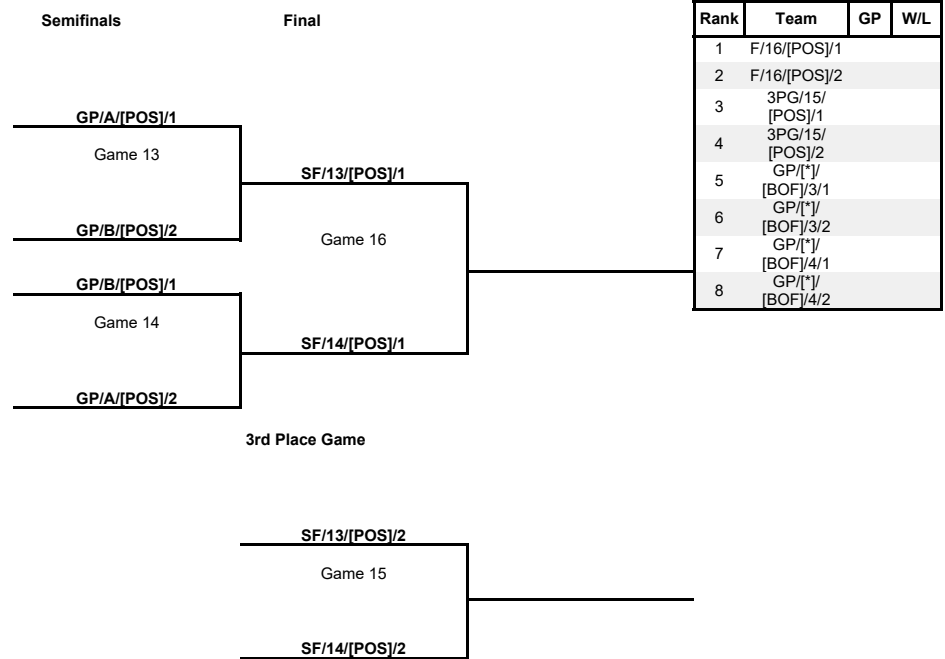 Semifinals
Final
GP/A/[POS]/1
Game 13
GP/B/[POS]/2
GP/B/[POS]/1
Game 14
GP/A/[POS]/2
SF/13/[POS]/1
Game 16
SF/14/[POS]/1
3rd Place Game
SF/13/[POS]/2
Game 15
SF/14/[POS]/2
Rank Team GP W/L
1 F/16/[POS]/1
2 F/16/[POS]/2
3 3PG/15/
[POS]/1
4 3PG/15/
[POS]/2
5 GP/[*]/
[BOF]/3/1
6 GP/[*]/
[BOF]/3/2
7 GP/[*]/
[BOF]/4/1
8 GP/[*]/
[BOF]/4/2